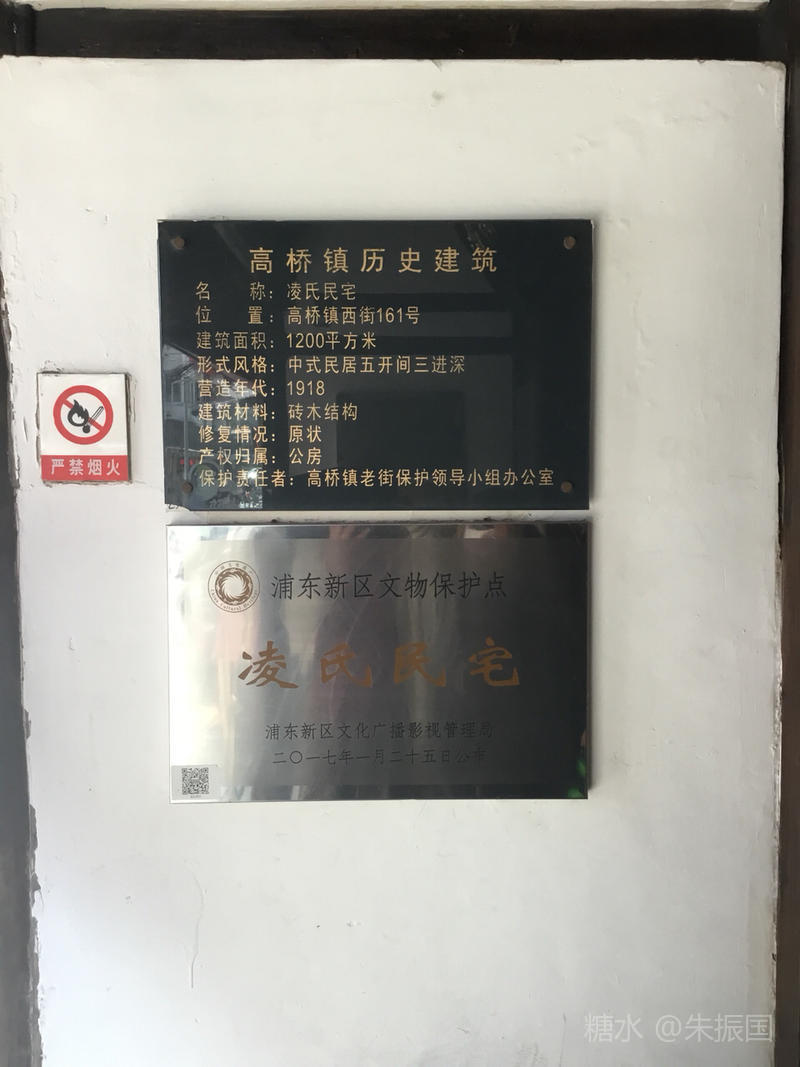 高桥镇历史建筑
名 称：凌氏民宅
位 置：高桥镇西街161号
建筑面积：1200平方米
形式风格：中式民居五开间三进深
营造年代：1918
建筑材料：砖木结构
修复情况：原状
产权归属：公房
保护责任者：高桥镇老街保护领导小组办公室
严禁烟火
浦东新区文物保护点
凌氏民宅
浦东新区文化广播影视管理局
二〇一七年一月二十五日公布
糖水 @朱振国